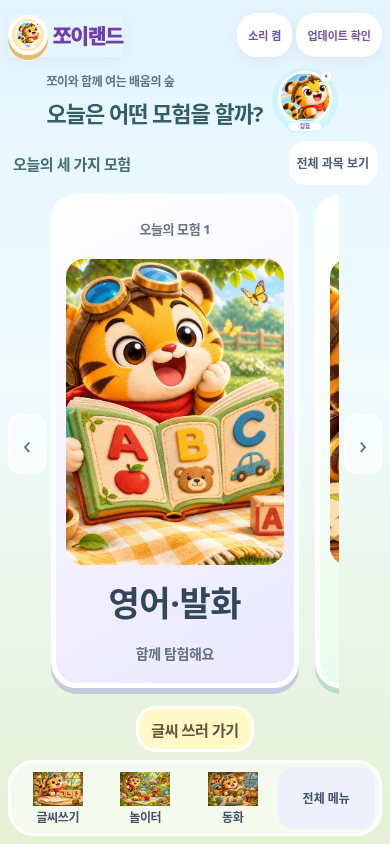 쪼이랜드
소리 켬
업데이트 확인
쪼이와 함께 여는 배움의 숲
오늘은 어떤 모험을 할까?
탐험
오늘의 세 가지 모험
전체 과목 보기
오늘의 모험 1
A B C
A
‹
›
영어·발화
함께 탐험해요
글씨 쓰러 가기
글씨쓰기
놀이터
동화
전체 메뉴